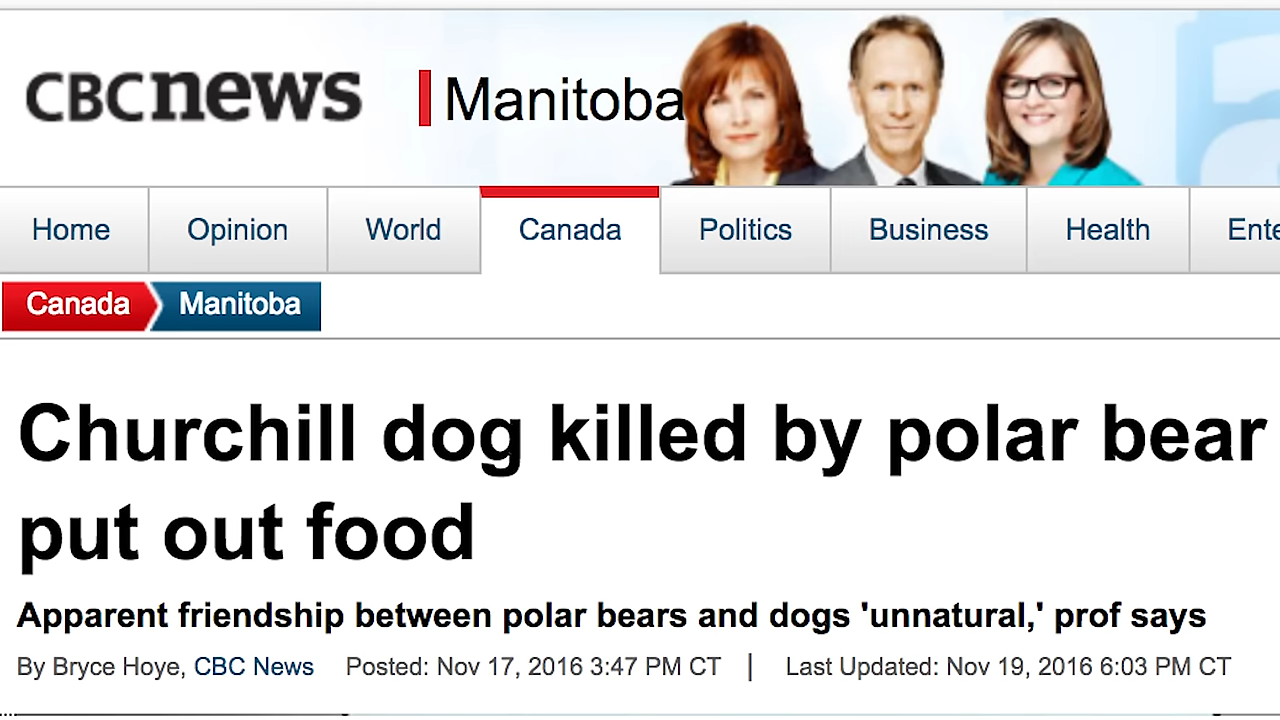 CBCnews Manitoba
Home Opinion World Canada Politics Business Health Ente
Canada Manitoba
Churchill dog killed by polar bear
put out food
Apparent friendship between polar bears and dogs 'unnatural,' prof says
By Bryce Hoye, CBC News Posted: Nov 17, 2016 3:47 PM CT | Last Updated: Nov 19, 2016 6:03 PM CT